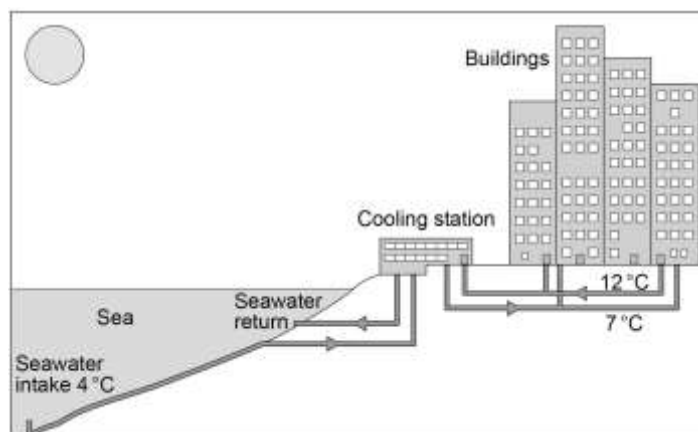 Buildings
Cooling station
12 °C
7 °C
Seawater
return
Sea
Seawater
intake 4 °C